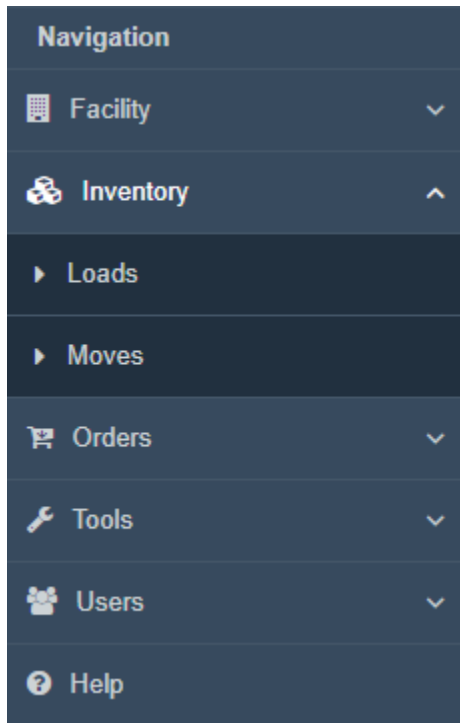 Navigation
Facility
Inventory
Loads
Moves
Orders
Tools
Users
Help